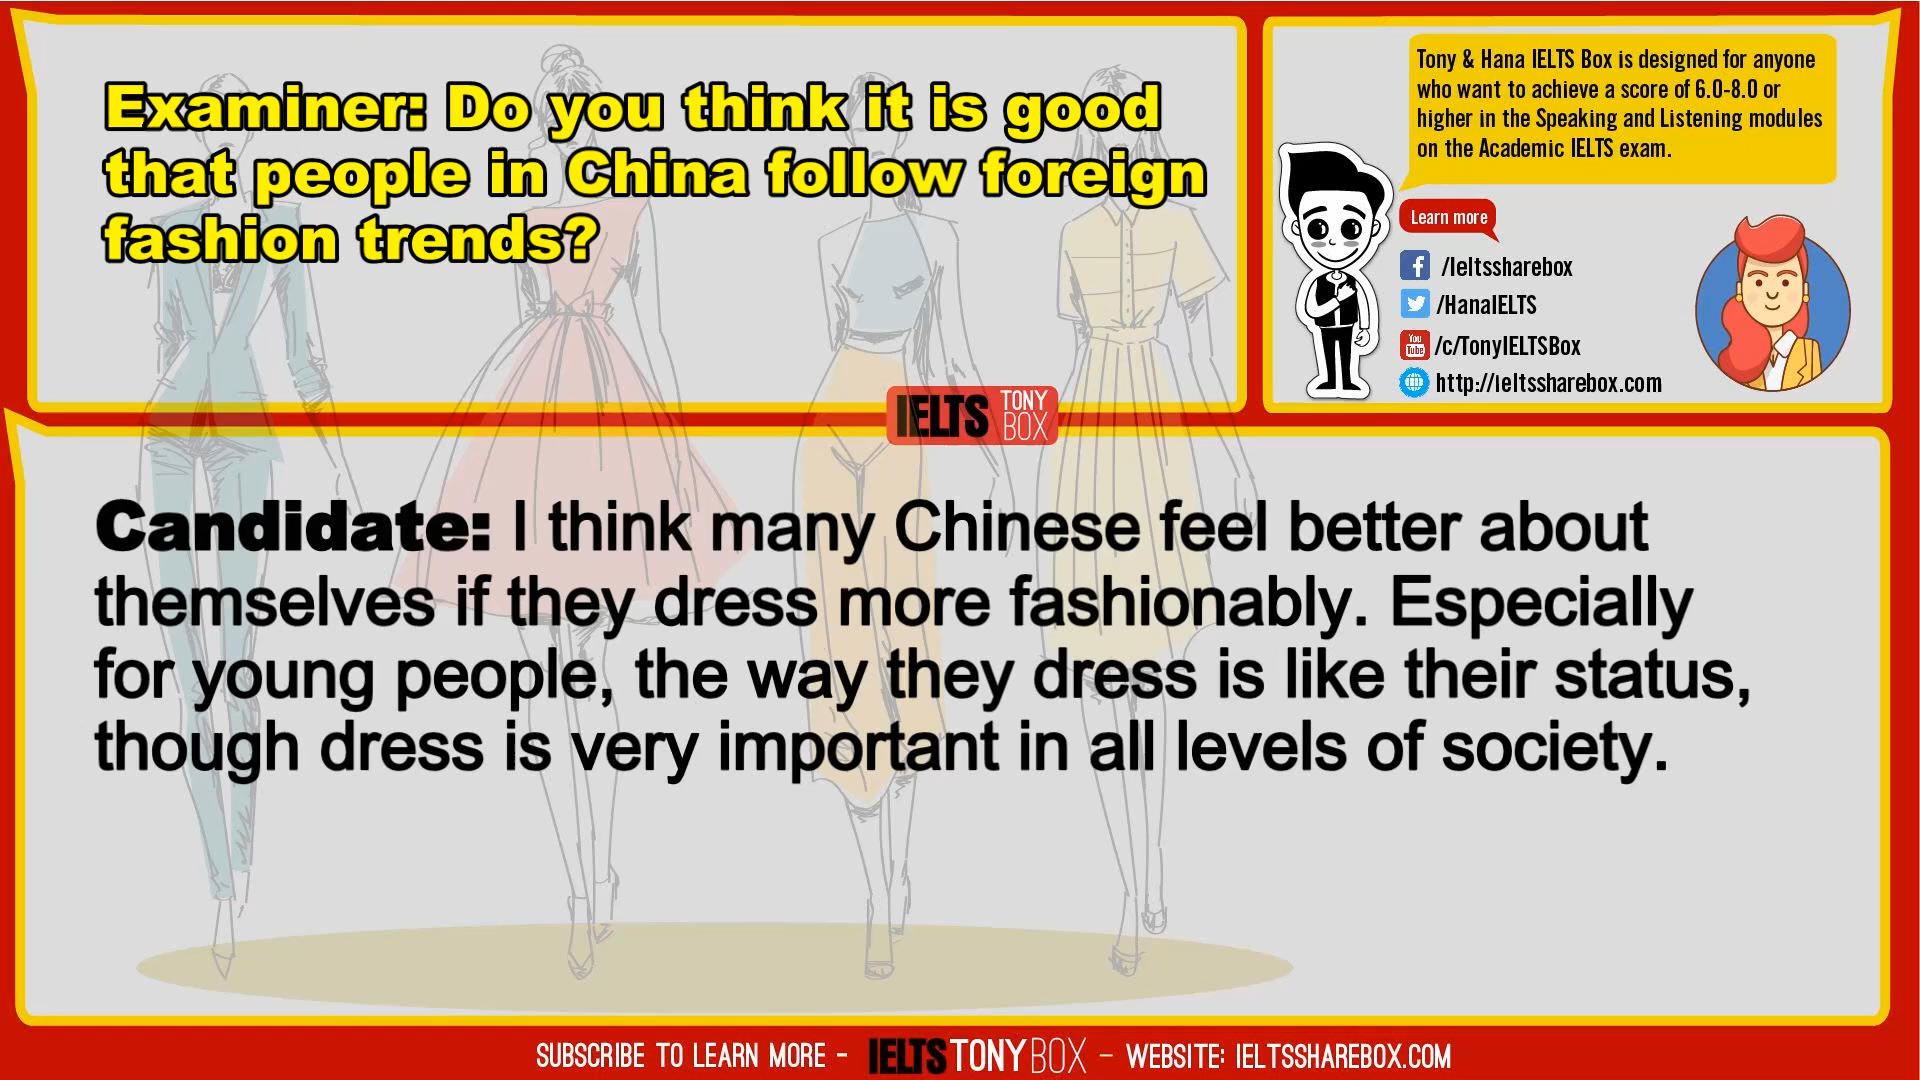 Examiner: Do you think it is good
that people in China follow foreign
fashion trends?
Tony & Hana IELTS Box is designed for anyone
who want to achieve a score of 6.0-8.0 or
higher in the Speaking and Listening modules
on the Academic IELTS exam.
Learn more
/Ieltssharebox
/HanaIELTS
You Tube /c/TonyIELTSBox
http://ieltssharebox.com
IELTS TONY BOX
Candidate: I think many Chinese feel better about
themselves if they dress more fashionably. Especially
for young people, the way they dress is like their status,
though dress is very important in all levels of society.
SUBSCRIBE TO LEARN MORE - IELTS TONY BOX - WEBSITE: IELTSSHAREBOX.COM